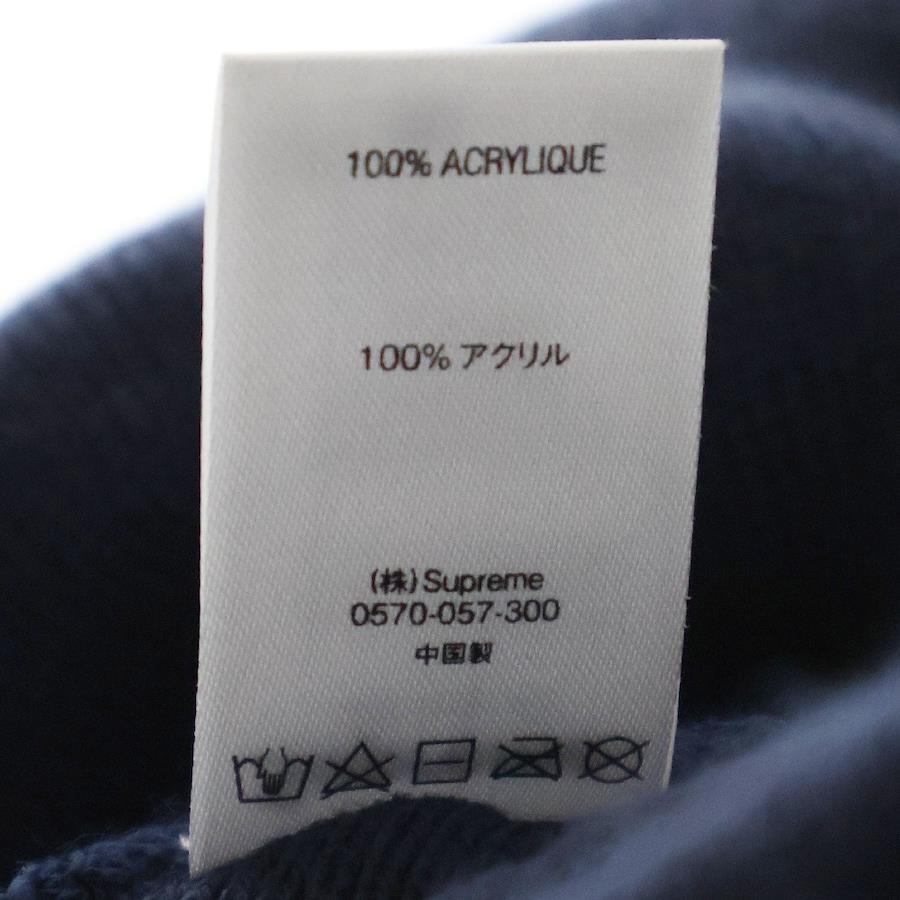 100% ACRYLIQUE
100% アクリル
(株)Supreme
0570-057-300
中国製